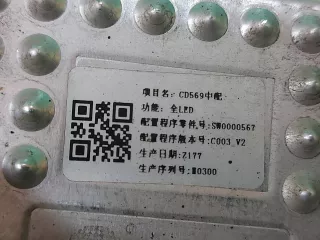 项目名: CD569中配
功能: 全LED
配置程序零件号:SW0000567
配置程序版本号:C003_V2
生产日期:Z177
生产序列号:M0300